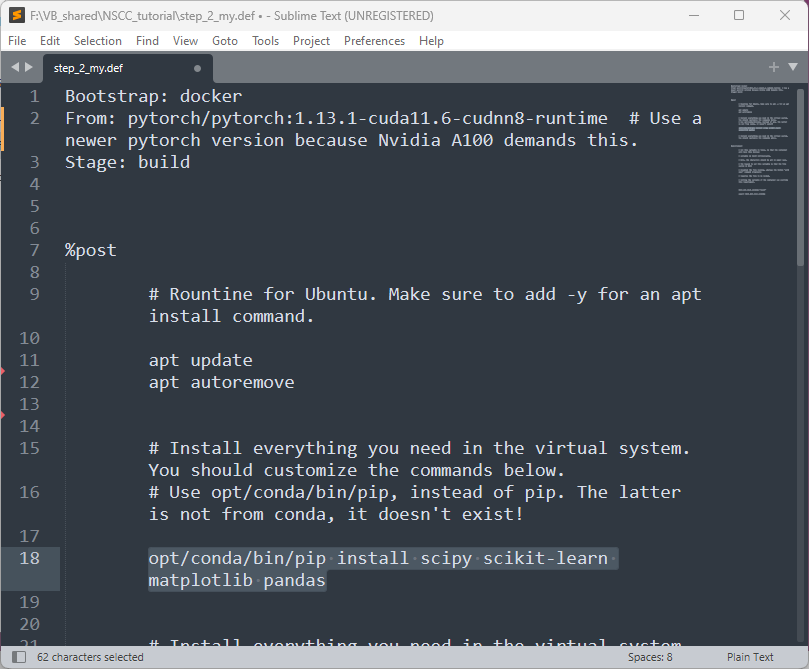 F:\VB_shared\NSCC_tutorial\step_2_my.def • - Sublime Text (UNREGISTERED)
File Edit Selection Find View Goto Tools Project Preferences Help
step_2_my.def
1 Bootstrap: docker
2 From: pytorch/pytorch:1.13.1-cuda11.6-cudnn8-runtime  # Use a
newer pytorch version because Nvidia A100 demands this.
3 Stage: build
4
5
6
7 %post
8
9 # Rountine for Ubuntu. Make sure to add -y for an apt
install command.
10
11 apt update
12 apt autoremove
13
14
15 # Install everything you need in the virtual system.
You should customize the commands below.
16 # Use opt/conda/bin/pip, instead of pip. The latter
is not from conda, it doesn't exist!
17
18 opt/conda/bin/pip install scipy scikit-learn
matplotlib pandas
19
20
21 # Install everything you need in the virtual system.
62 characters selected Spaces: 8 Plain Text